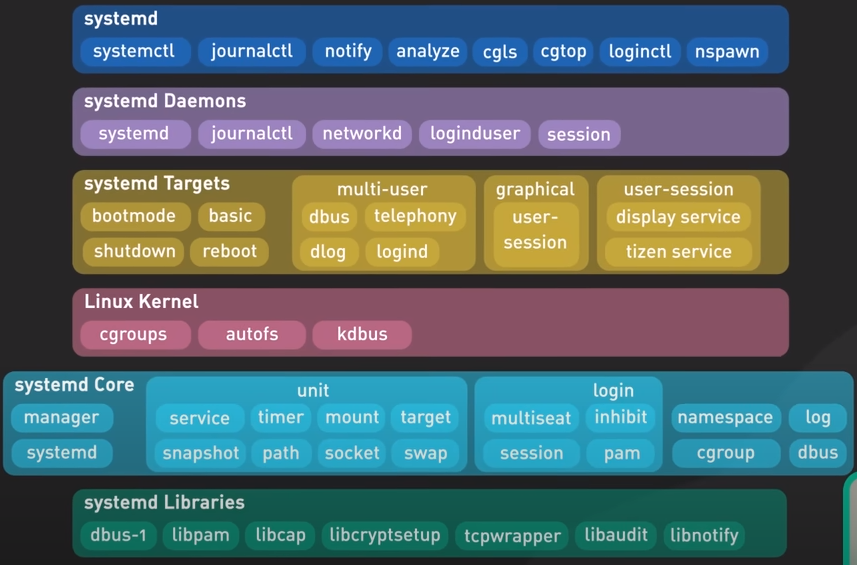 systemd
systemctl journalctl notify analyze cgls cgtop loginctl nspawn
systemd Daemons
systemd journalctl networkd loginduser session
systemd Targets
bootmode basic
shutdown reboot
multi-user
dbus telephony
dlog logind
graphical
user-
session
user-session
display service
tizen service
Linux Kernel
cgroups autofs kdbus
systemd Core
manager
systemd
unit
service timer mount target
snapshot path socket swap
login
multiseat inhibit
session pam
namespace log
cgroup dbus
systemd Libraries
dbus-1 libpam libcap libcryptsetup tcpwrapper libaudit libnotify